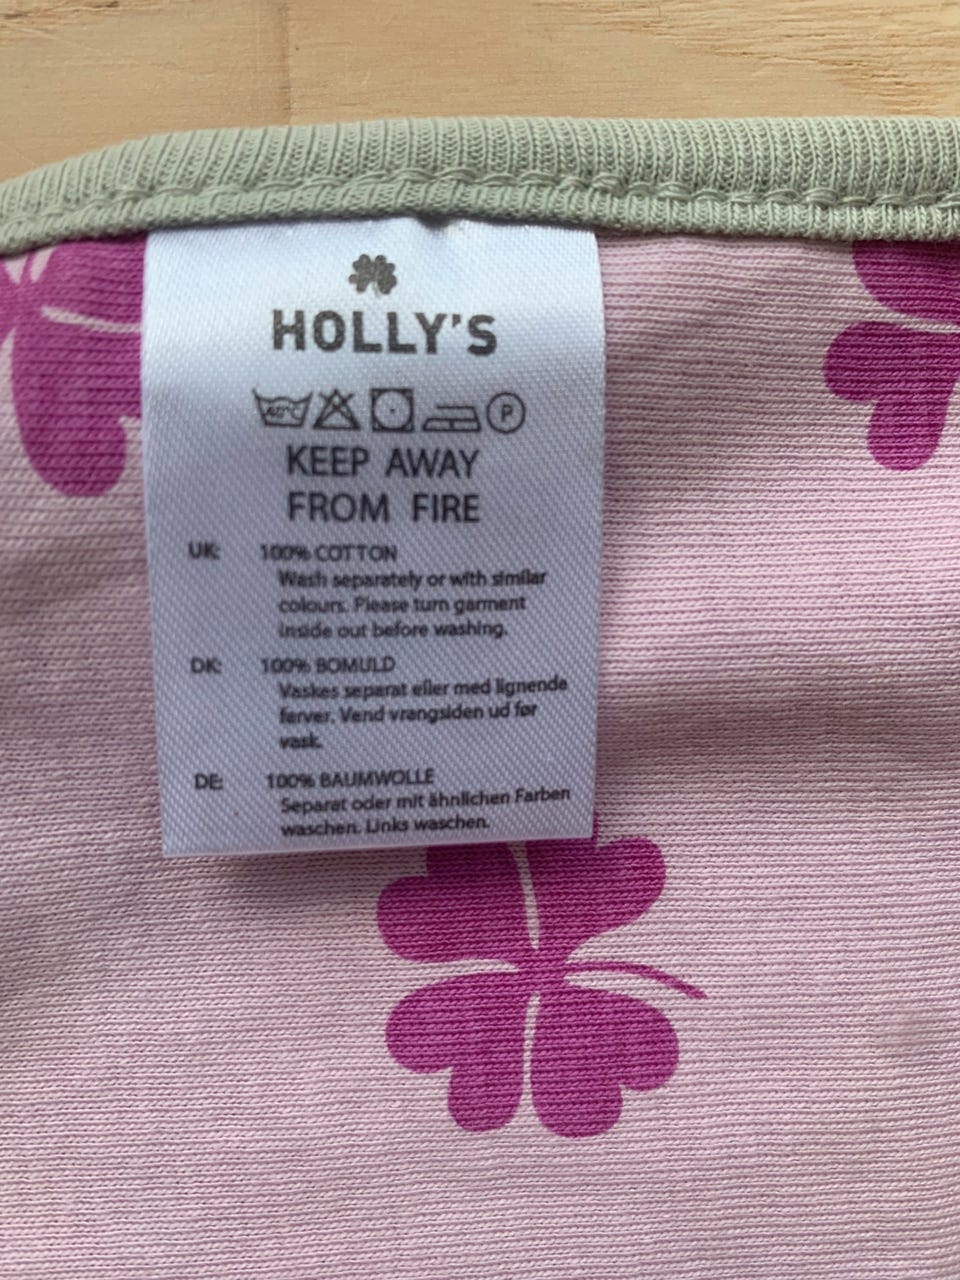 HOLLY'S
40°C
P
KEEP AWAY
FROM FIRE
UK: 100% COTTON
Wash separately or with similar
colours. Please turn garment
inside out before washing.
DK: 100% BOMULD
Vaskes separat eller med lignende
farver. Vend vrangsiden ud før
vask.
DE: 100% BAUMWOLLE
Separat oder mit ähnlichen Farben
waschen. Links waschen.